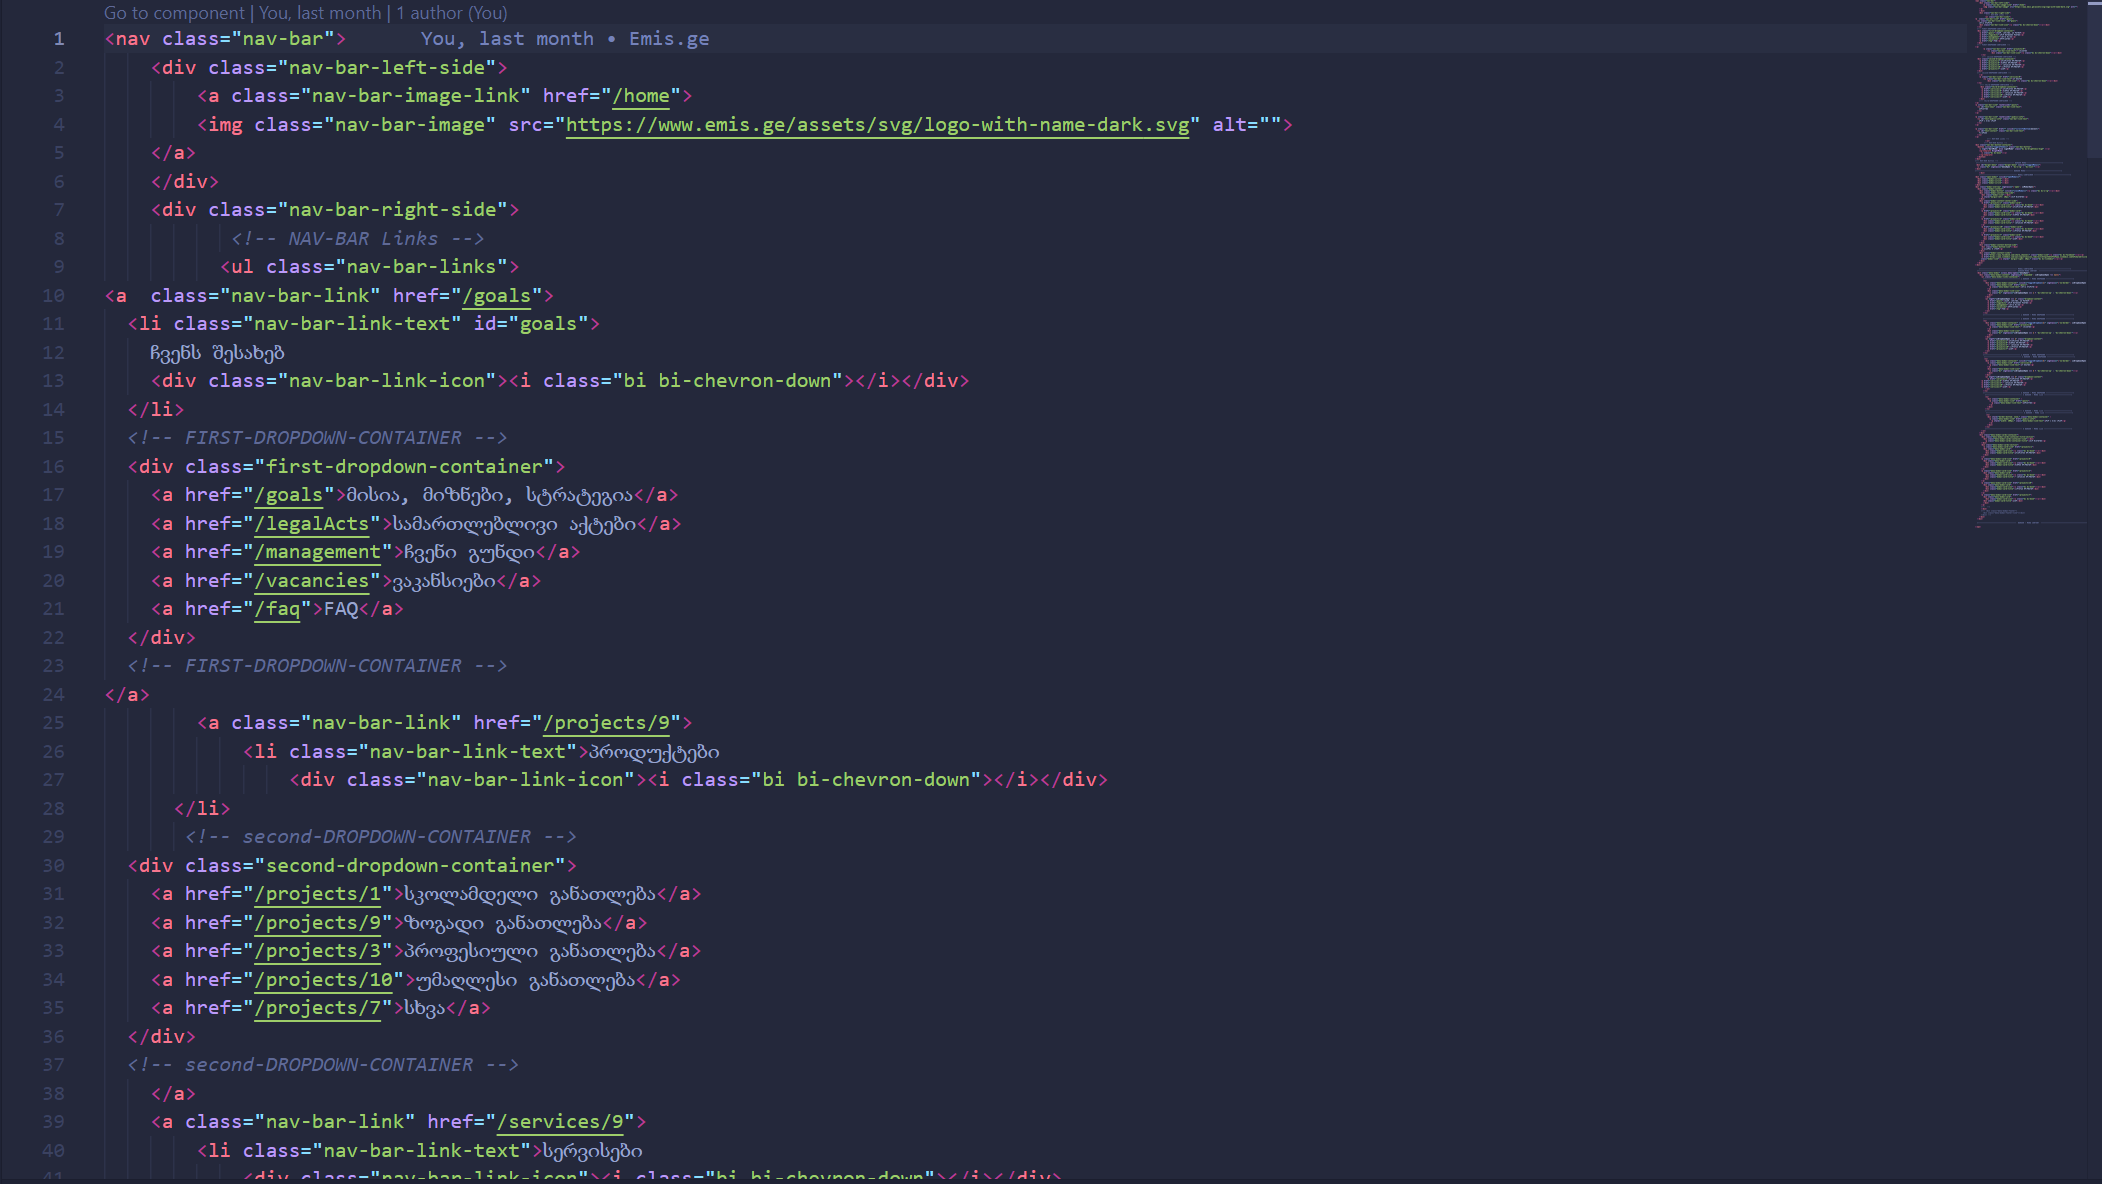 Go to component | You, last month | 1 author (You)
1 <nav class="nav-bar"> You, last month • Emis.ge
2 <div class="nav-bar-left-side">
3 <a class="nav-bar-image-link" href="/home">
4 <img class="nav-bar-image" src="https://www.emis.ge/assets/svg/logo-with-name-dark.svg" alt="">
5 </a>
6 </div>
7 <div class="nav-bar-right-side">
8 <!-- NAV-BAR Links -->
9 <ul class="nav-bar-links">
10 <a  class="nav-bar-link" href="/goals">
11 <li class="nav-bar-link-text" id="goals">
12 ჩვენს შესახებ
13 <div class="nav-bar-link-icon"><i class="bi bi-chevron-down"></i></div>
14 </li>
15 <!-- FIRST-DROPDOWN-CONTAINER -->
16 <div class="first-dropdown-container">
17 <a href="/goals">მისია, მიზნები, სტრატეგია</a>
18 <a href="/legalActs">სამართლებლივი აქტები</a>
19 <a href="/management">ჩვენი გუნდი</a>
20 <a href="/vacancies">ვაკანსიები</a>
21 <a href="/faq">FAQ</a>
22 </div>
23 <!-- FIRST-DROPDOWN-CONTAINER -->
24 </a>
25 <a class="nav-bar-link" href="/projects/9">
26 <li class="nav-bar-link-text">პროდუქტები
27 <div class="nav-bar-link-icon"><i class="bi bi-chevron-down"></i></div>
28 </li>
29 <!-- second-DROPDOWN-CONTAINER -->
30 <div class="second-dropdown-container">
31 <a href="/projects/1">სკოლამდელი განათლება</a>
32 <a href="/projects/9">ზოგადი განათლება</a>
33 <a href="/projects/3">პროფესიული განათლება</a>
34 <a href="/projects/10">უმაღლესი განათლება</a>
35 <a href="/projects/7">სხვა</a>
36 </div>
37 <!-- second-DROPDOWN-CONTAINER -->
38 </a>
39 <a class="nav-bar-link" href="/services/9">
40 <li class="nav-bar-link-text">სერვისები
41 <div class="nav-bar-link-icon"><i class="bi bi-chevron-down"></i></div>